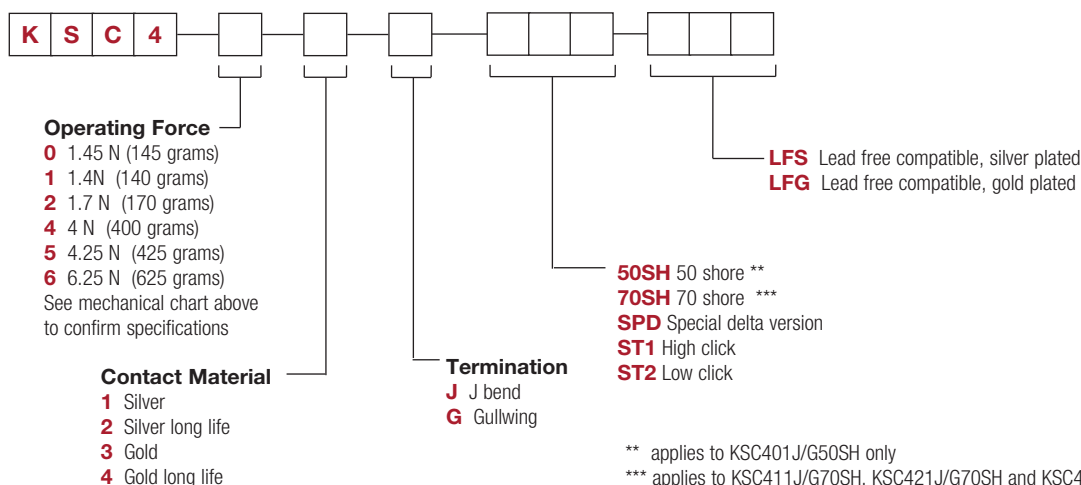 K S C 4
Operating Force
0 1.45 N (145 grams)
1 1.4N (140 grams)
2 1.7 N (170 grams)
4 4 N (400 grams)
5 4.25 N (425 grams)
6 6.25 N (625 grams)
See mechanical chart above
to confirm specifications
Contact Material
1 Silver
2 Silver long life
3 Gold
4 Gold long life
Termination
J J bend
G Gullwing
50SH 50 shore **
70SH 70 shore ***
SPD Special delta version
ST1 High click
ST2 Low click
LFS Lead free compatible, silver plated
LFG Lead free compatible, gold plated
** applies to KSC401J/G50SH only
*** applies to KSC411J/G70SH, KSC421J/G70SH and KSC4